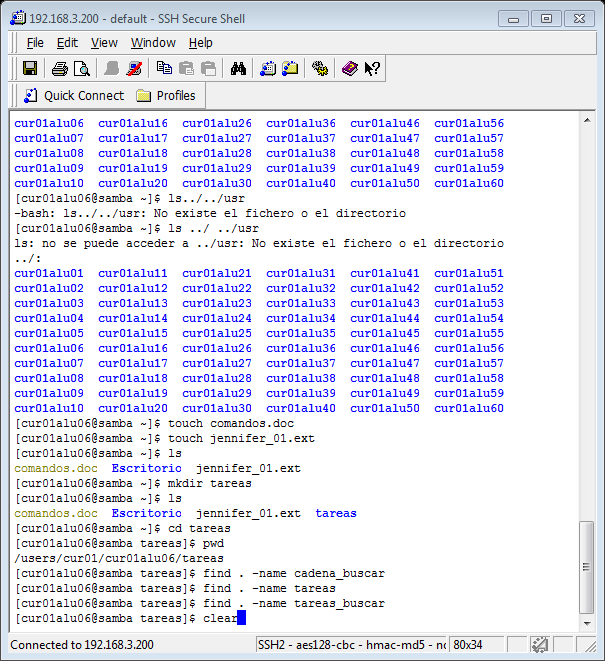 192.168.3.200 - default - SSH Secure Shell
File Edit View Window Help
Quick Connect Profiles
cur01alu06 cur01alu16 cur01alu26 cur01alu36 cur01alu46 cur01alu56
cur01alu07 cur01alu17 cur01alu27 cur01alu37 cur01alu47 cur01alu57
cur01alu08 cur01alu18 cur01alu28 cur01alu38 cur01alu48 cur01alu58
cur01alu09 cur01alu19 cur01alu29 cur01alu39 cur01alu49 cur01alu59
cur01alu10 cur01alu20 cur01alu30 cur01alu40 cur01alu50 cur01alu60
[cur01alu06@samba ~]$ ls../../usr
-bash: ls../../usr: No existe el fichero o el directorio
[cur01alu06@samba ~]$ ls ../ ../usr
ls: no se puede acceder a ../usr: No existe el fichero o el directorio
../:
cur01alu01 cur01alu11 cur01alu21 cur01alu31 cur01alu41 cur01alu51
cur01alu02 cur01alu12 cur01alu22 cur01alu32 cur01alu42 cur01alu52
cur01alu03 cur01alu13 cur01alu23 cur01alu33 cur01alu43 cur01alu53
cur01alu04 cur01alu14 cur01alu24 cur01alu34 cur01alu44 cur01alu54
cur01alu05 cur01alu15 cur01alu25 cur01alu35 cur01alu45 cur01alu55
cur01alu06 cur01alu16 cur01alu26 cur01alu36 cur01alu46 cur01alu56
cur01alu07 cur01alu17 cur01alu27 cur01alu37 cur01alu47 cur01alu57
cur01alu08 cur01alu18 cur01alu28 cur01alu38 cur01alu48 cur01alu58
cur01alu09 cur01alu19 cur01alu29 cur01alu39 cur01alu49 cur01alu59
cur01alu10 cur01alu20 cur01alu30 cur01alu40 cur01alu50 cur01alu60
[cur01alu06@samba ~]$ touch comandos.doc
[cur01alu06@samba ~]$ touch jennifer_01.ext
[cur01alu06@samba ~]$ ls
comandos.doc Escritorio jennifer_01.ext
[cur01alu06@samba ~]$ mkdir tareas
[cur01alu06@samba ~]$ ls
comandos.doc Escritorio jennifer_01.ext tareas
[cur01alu06@samba ~]$ cd tareas
[cur01alu06@samba tareas]$ pwd
/users/cur01/cur01alu06/tareas
[cur01alu06@samba tareas]$ find . -name cadena_buscar
[cur01alu06@samba tareas]$ find . -name tareas
[cur01alu06@samba tareas]$ find . -name tareas_buscar
[cur01alu06@samba tareas]$ clear
Connected to 192.168.3.200 SSH2 - aes128-cbc - hmac-md5 - no 80x34